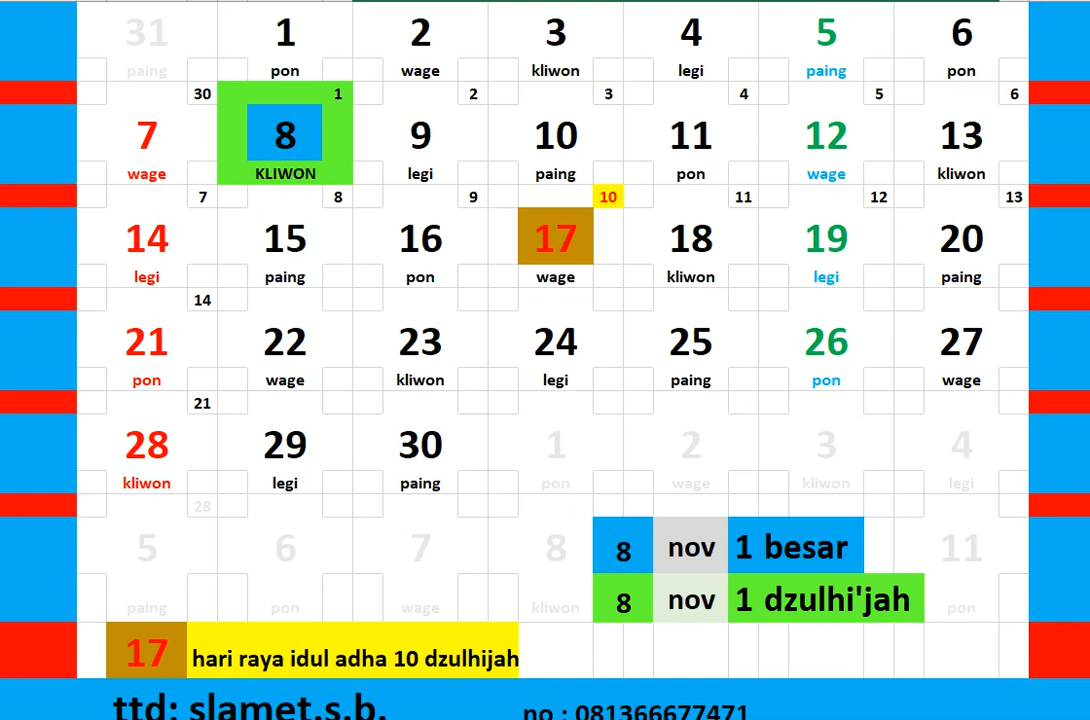 31 1 2 3 4 5 6
paing pon wage kliwon legi paing pon
30 1 2 3 4 5 6
7 8 9 10 11 12 13
wage KLIWON legi paing pon wage kliwon
7 8 9 10 11 12 13
14 15 16 17 18 19 20
legi paing pon wage kliwon legi paing
14
21 22 23 24 25 26 27
pon wage kliwon legi paing pon wage
21
28 29 30 1 2 3 4
kliwon legi paing pon wage kliwon legi
28
5 6 7 8 8 nov 1 besar 11
paing pon wage kliwon 8 nov 1 dzulhi'jah pon
17 hari raya idul adha 10 dzulhijah
ttd: slamet.s.b. no : 081366677471